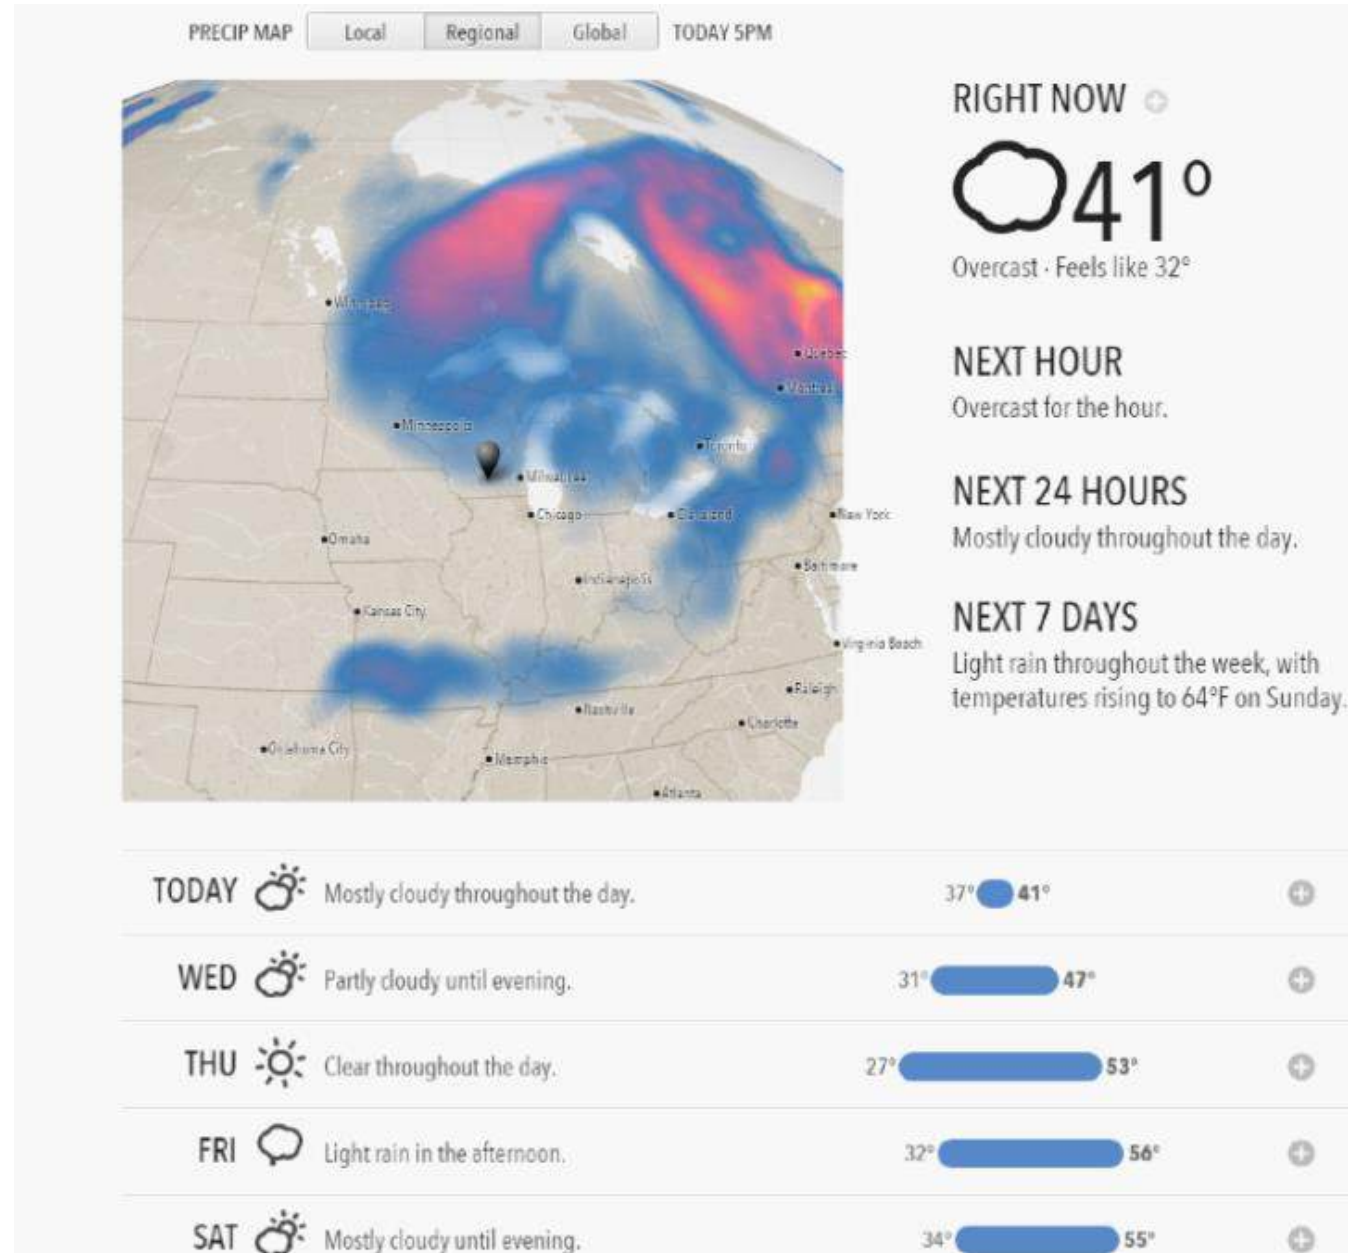 PRECIP MAP Local Regional Global TODAY 5PM
RIGHT NOW
41°
Overcast · Feels like 32°
NEXT HOUR
Overcast for the hour.
NEXT 24 HOURS
Mostly cloudy throughout the day.
NEXT 7 DAYS
Light rain throughout the week, with
temperatures rising to 64°F on Sunday.
Winnipeg
Quebec
Montreal
Minneapolis
Toronto
Milwaukee
Chicago
Cleveland
New York
Omaha
Baltimore
Indianapolis
Kansas City
Virginia Beach
Raleigh
Nashville
Charlotte
Oklahoma City
Memphis
Atlanta
TODAY Mostly cloudy throughout the day. 37° 41°
WED Partly cloudy until evening. 31° 47°
THU Clear throughout the day. 27° 53°
FRI Light rain in the afternoon. 32° 56°
SAT Mostly cloudy until evening. 34° 55°